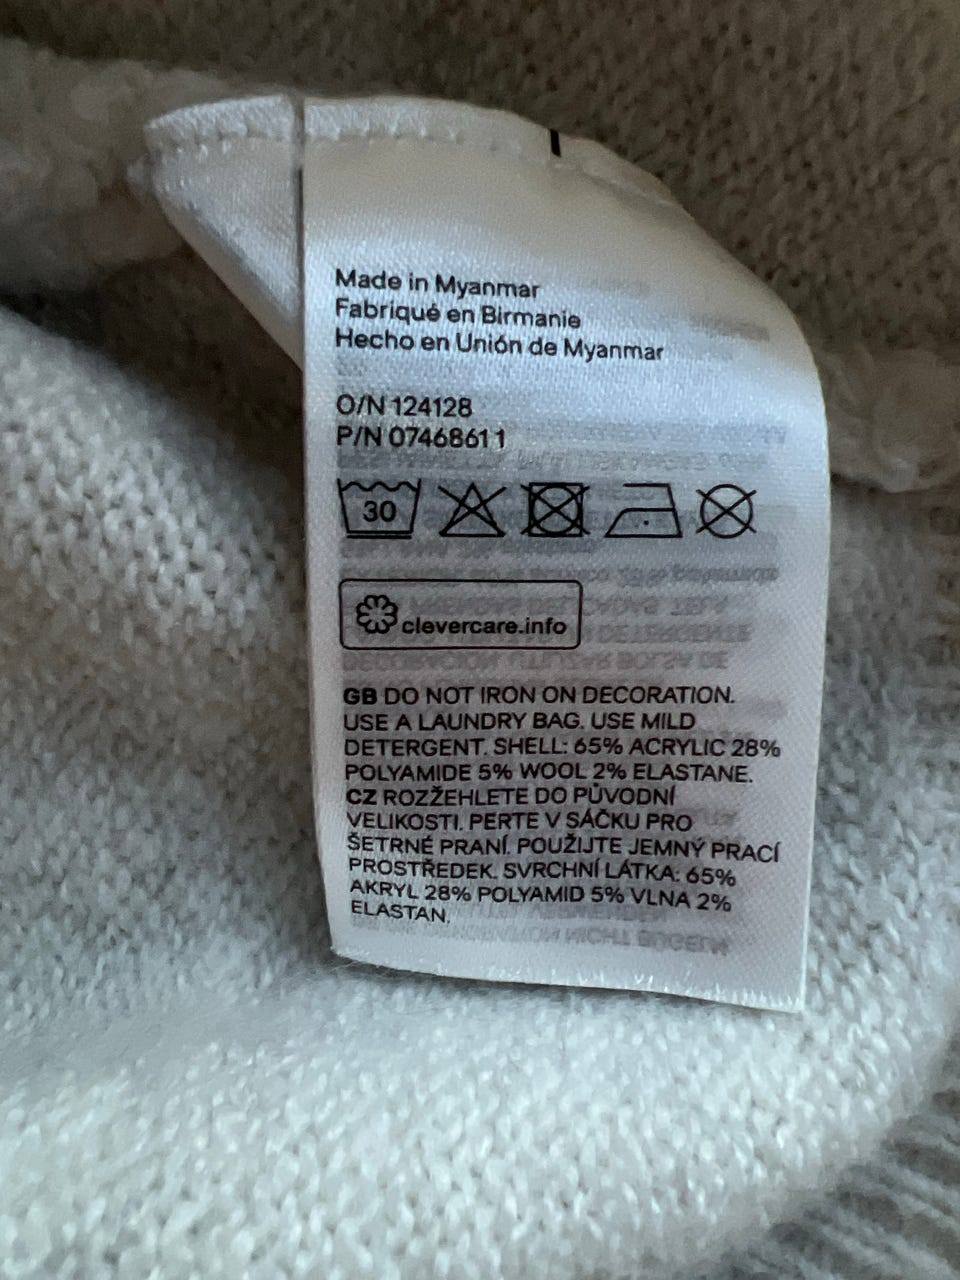 Made in Myanmar
Fabriqué en Birmanie
Hecho en Unión de Myanmar
O/N 124128
P/N 07468611
30
clevercare.info
GB DO NOT IRON ON DECORATION.
USE A LAUNDRY BAG. USE MILD
DETERGENT. SHELL: 65% ACRYLIC 28%
POLYAMIDE 5% WOOL 2% ELASTANE.
CZ ROZŽEHLETE DO PŮVODNÍ
VELIKOSTI. PERTE V SÁČKU PRO
ŠETRNÉ PRANÍ. POUŽIJTE JEMNÝ PRACÍ
PROSTŘEDEK. SVRCHNÍ LÁTKA: 65%
AKRYL 28% POLYAMID 5% VLNA 2%
ELASTAN.